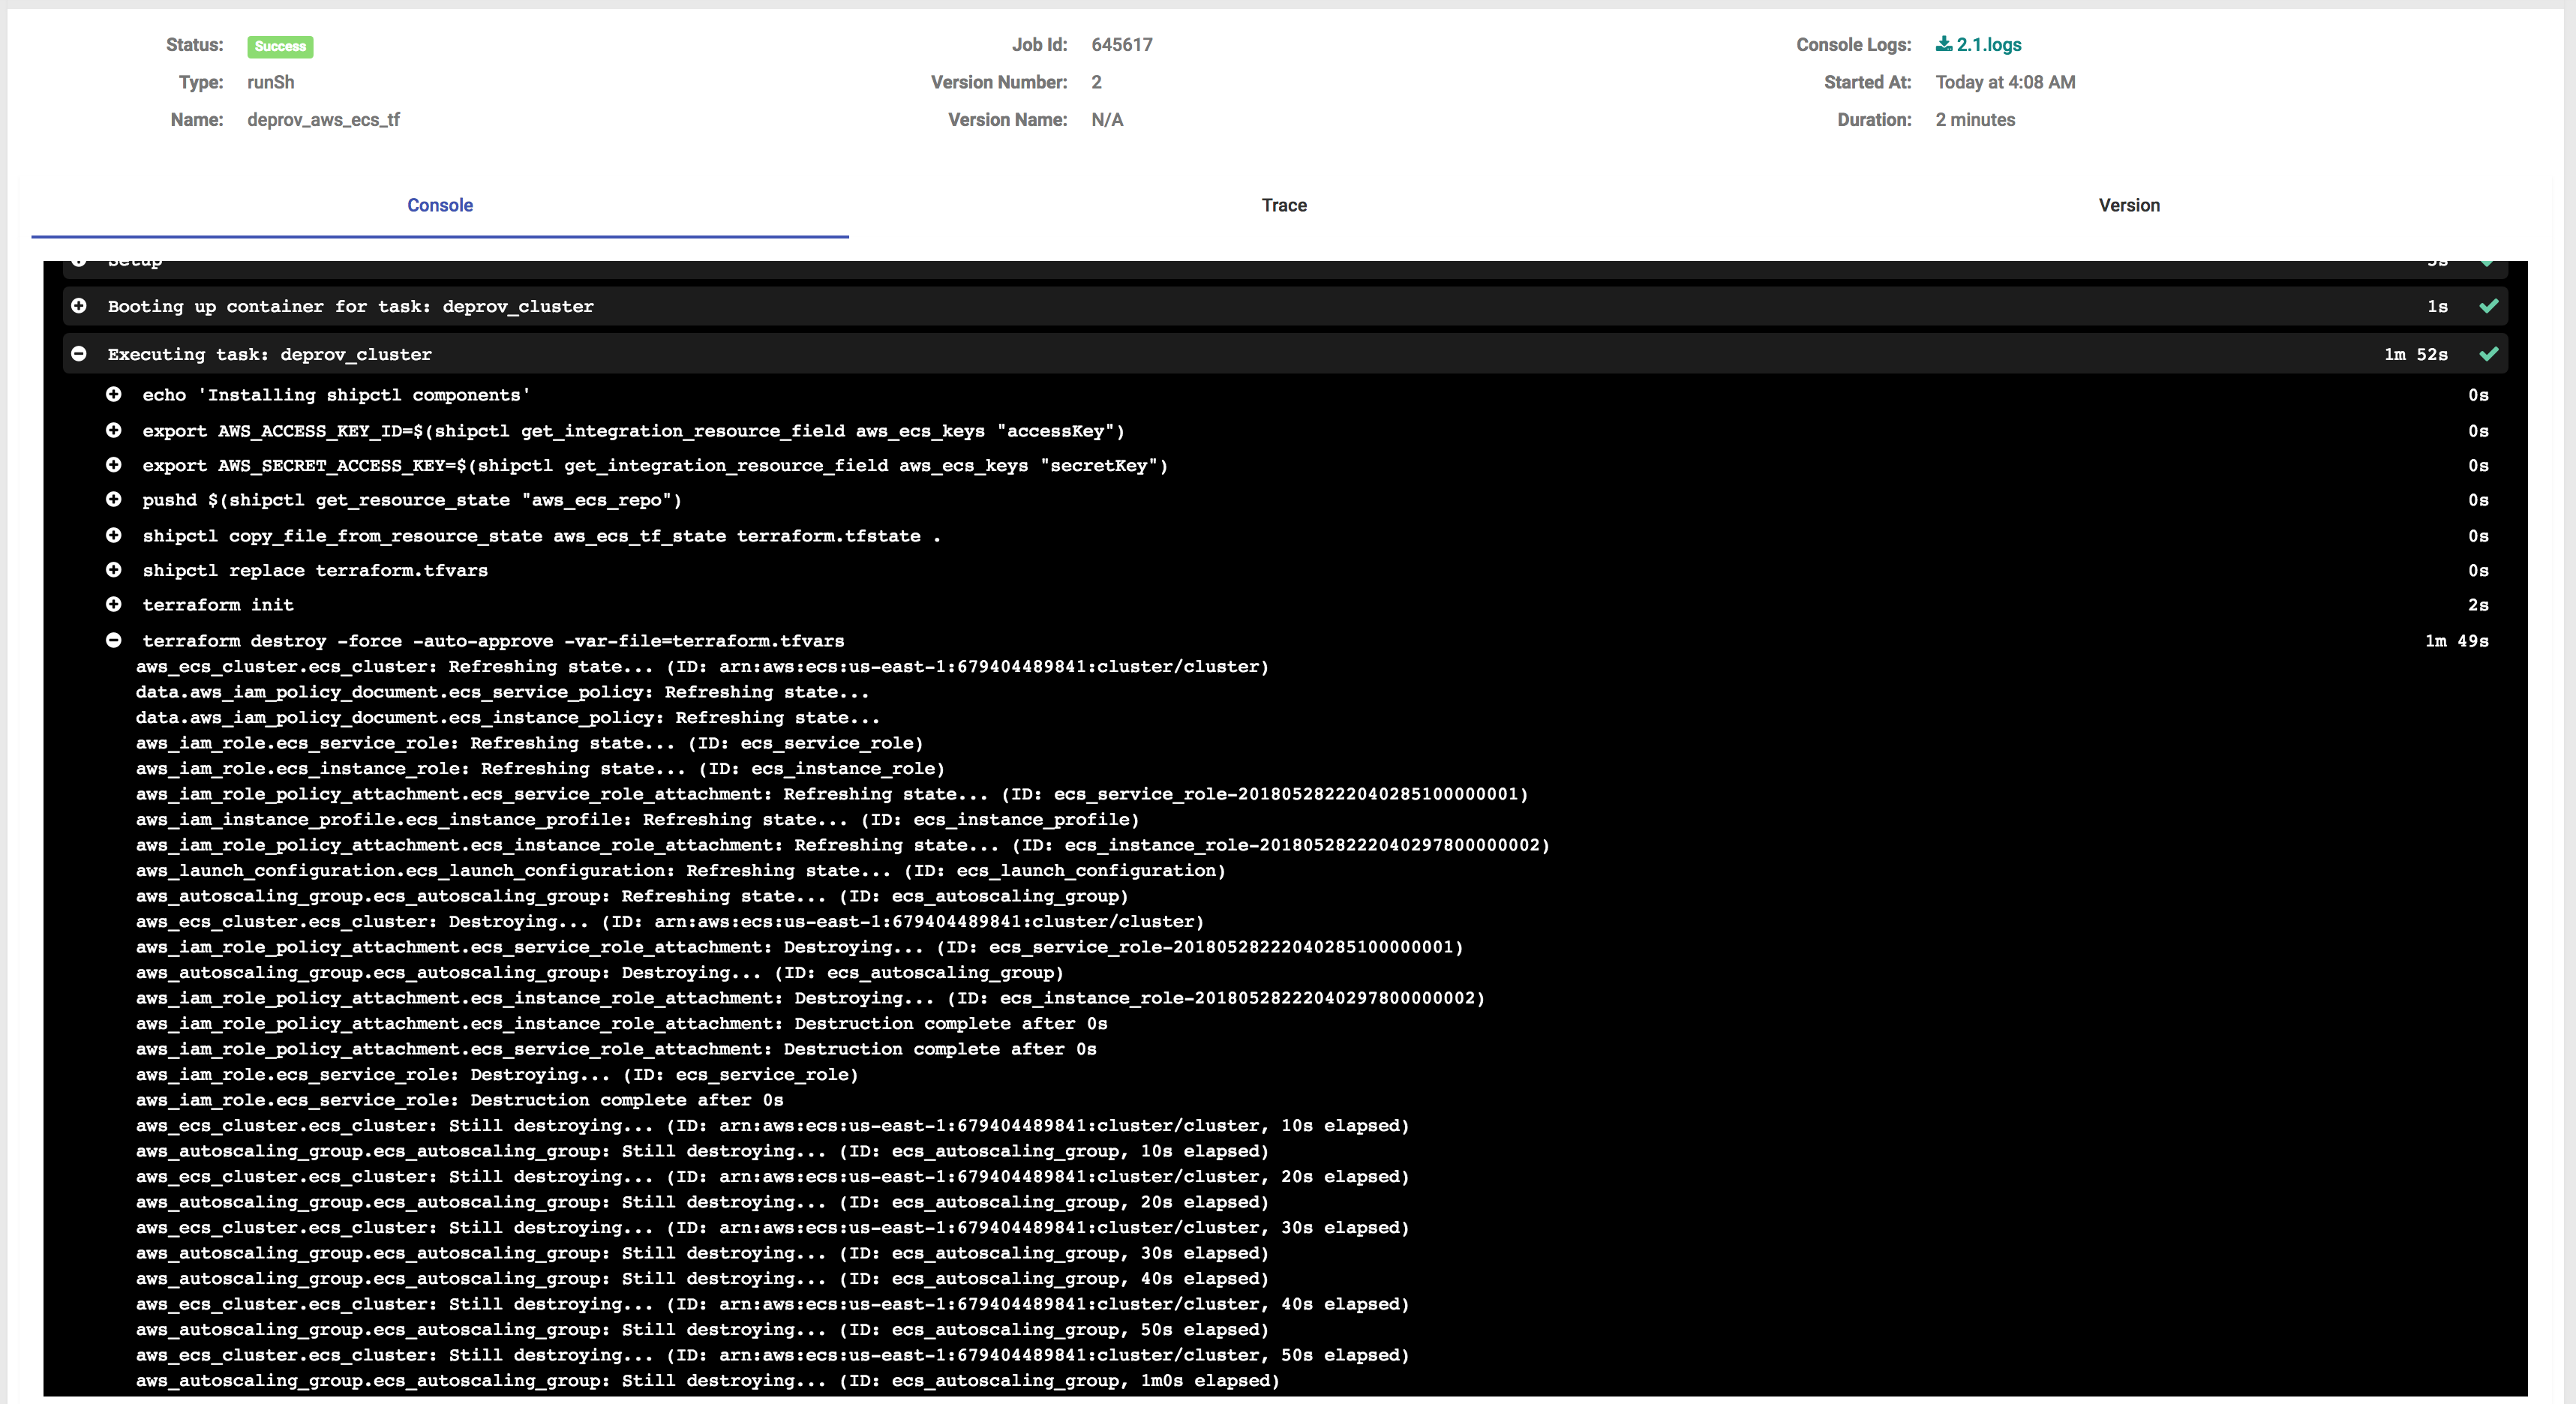 Status: Success Job Id: 645617 Console Logs: 2.1.logs
Type: runSh Version Number: 2 Started At: Today at 4:08 AM
Name: deprov_aws_ecs_tf Version Name: N/A Duration: 2 minutes
Console Trace Version
Setup
Booting up container for task: deprov_cluster 1s
Executing task: deprov_cluster 1m 52s
echo 'Installing shipctl components' 0s
export AWS_ACCESS_KEY_ID=$(shipctl get_integration_resource_field aws_ecs_keys "accessKey") 0s
export AWS_SECRET_ACCESS_KEY=$(shipctl get_integration_resource_field aws_ecs_keys "secretKey") 0s
pushd $(shipctl get_resource_state "aws_ecs_repo") 0s
shipctl copy_file_from_resource_state aws_ecs_tf_state terraform.tfstate . 0s
shipctl replace terraform.tfvars 0s
terraform init 2s
terraform destroy -force -auto-approve -var-file=terraform.tfvars 1m 49s
aws_ecs_cluster.ecs_cluster: Refreshing state... (ID: arn:aws:ecs:us-east-1:679404489841:cluster/cluster)
data.aws_iam_policy_document.ecs_service_policy: Refreshing state...
data.aws_iam_policy_document.ecs_instance_policy: Refreshing state...
aws_iam_role.ecs_service_role: Refreshing state... (ID: ecs_service_role)
aws_iam_role.ecs_instance_role: Refreshing state... (ID: ecs_instance_role)
aws_iam_role_policy_attachment.ecs_service_role_attachment: Refreshing state... (ID: ecs_service_role-20180528222040285100000001)
aws_iam_instance_profile.ecs_instance_profile: Refreshing state... (ID: ecs_instance_profile)
aws_iam_role_policy_attachment.ecs_instance_role_attachment: Refreshing state... (ID: ecs_instance_role-20180528222040297800000002)
aws_launch_configuration.ecs_launch_configuration: Refreshing state... (ID: ecs_launch_configuration)
aws_autoscaling_group.ecs_autoscaling_group: Refreshing state... (ID: ecs_autoscaling_group)
aws_ecs_cluster.ecs_cluster: Destroying... (ID: arn:aws:ecs:us-east-1:679404489841:cluster/cluster)
aws_iam_role_policy_attachment.ecs_service_role_attachment: Destroying... (ID: ecs_service_role-20180528222040285100000001)
aws_autoscaling_group.ecs_autoscaling_group: Destroying... (ID: ecs_autoscaling_group)
aws_iam_role_policy_attachment.ecs_instance_role_attachment: Destroying... (ID: ecs_instance_role-20180528222040297800000002)
aws_iam_role_policy_attachment.ecs_instance_role_attachment: Destruction complete after 0s
aws_iam_role_policy_attachment.ecs_service_role_attachment: Destruction complete after 0s
aws_iam_role.ecs_service_role: Destroying... (ID: ecs_service_role)
aws_iam_role.ecs_service_role: Destruction complete after 0s
aws_ecs_cluster.ecs_cluster: Still destroying... (ID: arn:aws:ecs:us-east-1:679404489841:cluster/cluster, 10s elapsed)
aws_autoscaling_group.ecs_autoscaling_group: Still destroying... (ID: ecs_autoscaling_group, 10s elapsed)
aws_ecs_cluster.ecs_cluster: Still destroying... (ID: arn:aws:ecs:us-east-1:679404489841:cluster/cluster, 20s elapsed)
aws_autoscaling_group.ecs_autoscaling_group: Still destroying... (ID: ecs_autoscaling_group, 20s elapsed)
aws_ecs_cluster.ecs_cluster: Still destroying... (ID: arn:aws:ecs:us-east-1:679404489841:cluster/cluster, 30s elapsed)
aws_autoscaling_group.ecs_autoscaling_group: Still destroying... (ID: ecs_autoscaling_group, 30s elapsed)
aws_autoscaling_group.ecs_autoscaling_group: Still destroying... (ID: ecs_autoscaling_group, 40s elapsed)
aws_ecs_cluster.ecs_cluster: Still destroying... (ID: arn:aws:ecs:us-east-1:679404489841:cluster/cluster, 40s elapsed)
aws_autoscaling_group.ecs_autoscaling_group: Still destroying... (ID: ecs_autoscaling_group, 50s elapsed)
aws_ecs_cluster.ecs_cluster: Still destroying... (ID: arn:aws:ecs:us-east-1:679404489841:cluster/cluster, 50s elapsed)
aws_autoscaling_group.ecs_autoscaling_group: Still destroying... (ID: ecs_autoscaling_group, 1m0s elapsed)